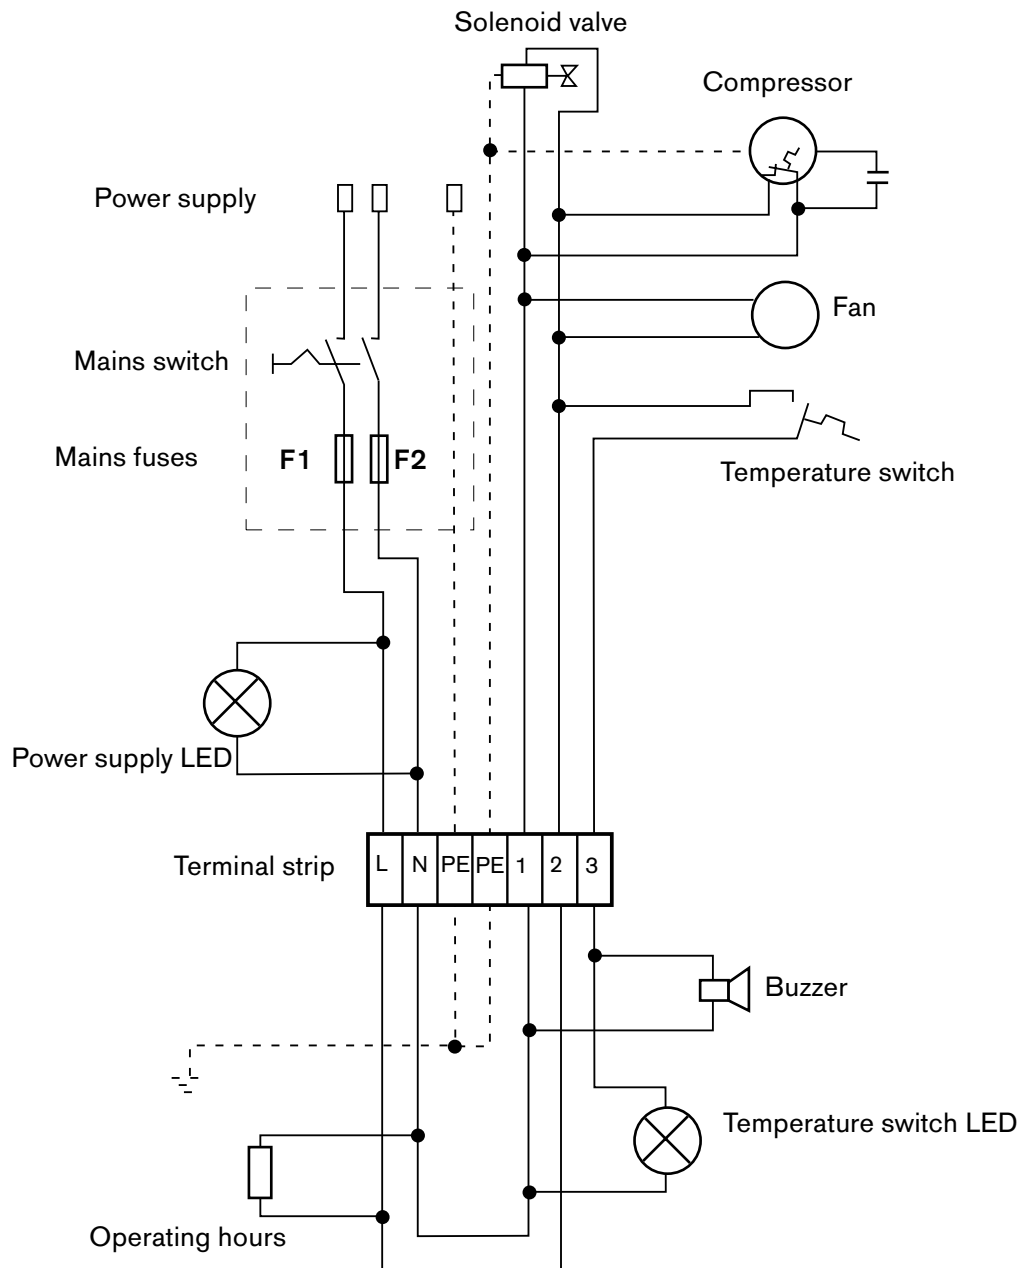 Solenoid valve
Compressor
Power supply
Fan
Mains switch
Mains fuses
F1
F2
Temperature switch
Power supply LED
Terminal strip
L N PE PE 1 2 3
Buzzer
Temperature switch LED
Operating hours